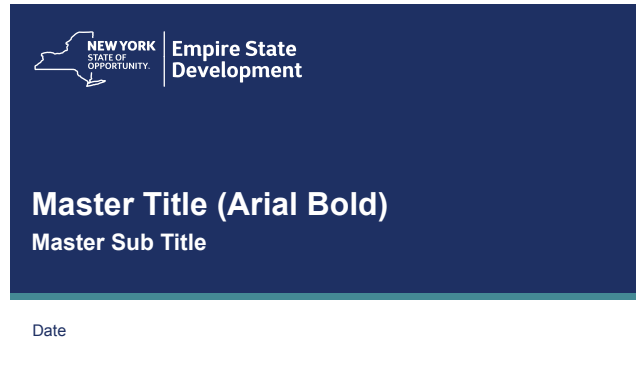 NEW YORK
STATE OF
OPPORTUNITY.
Empire State
Development
Master Title (Arial Bold)
Master Sub Title
Date